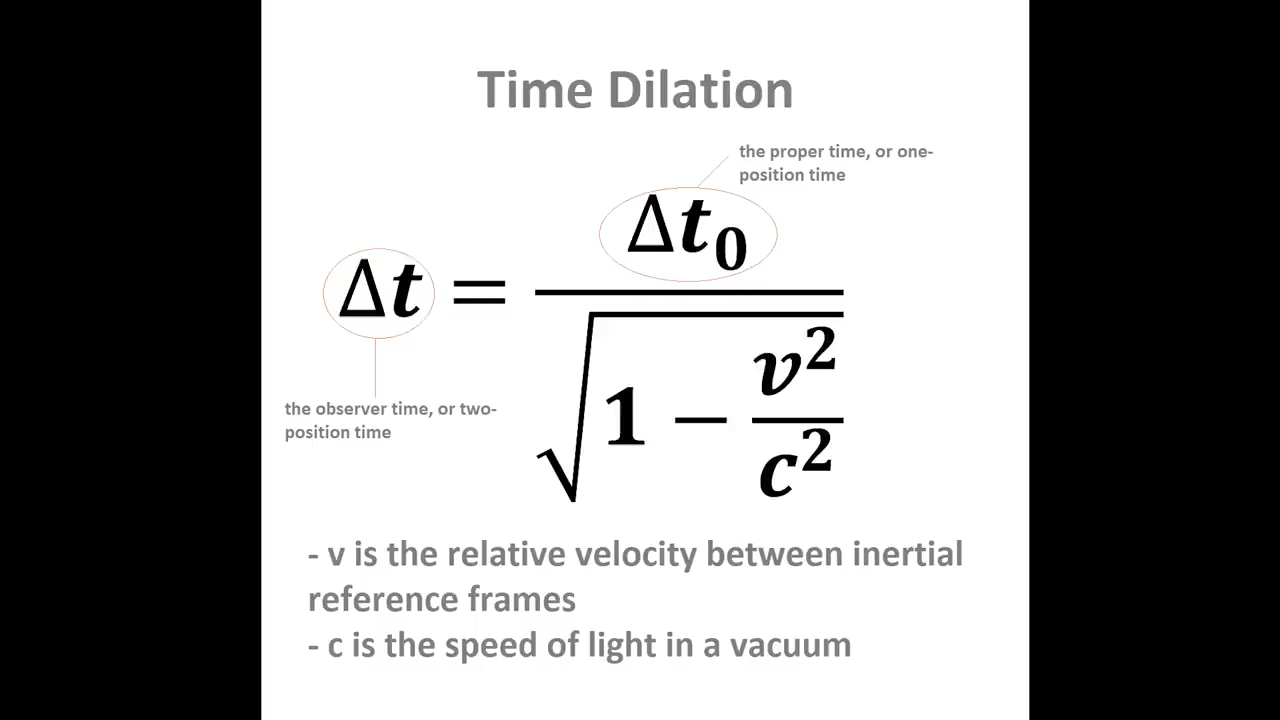 Time Dilation
the proper time, or one-
position time
Δt = Δt₀ / √(1 − v²/c²)
the observer time, or two-
position time
- v is the relative velocity between inertial
reference frames
- c is the speed of light in a vacuum